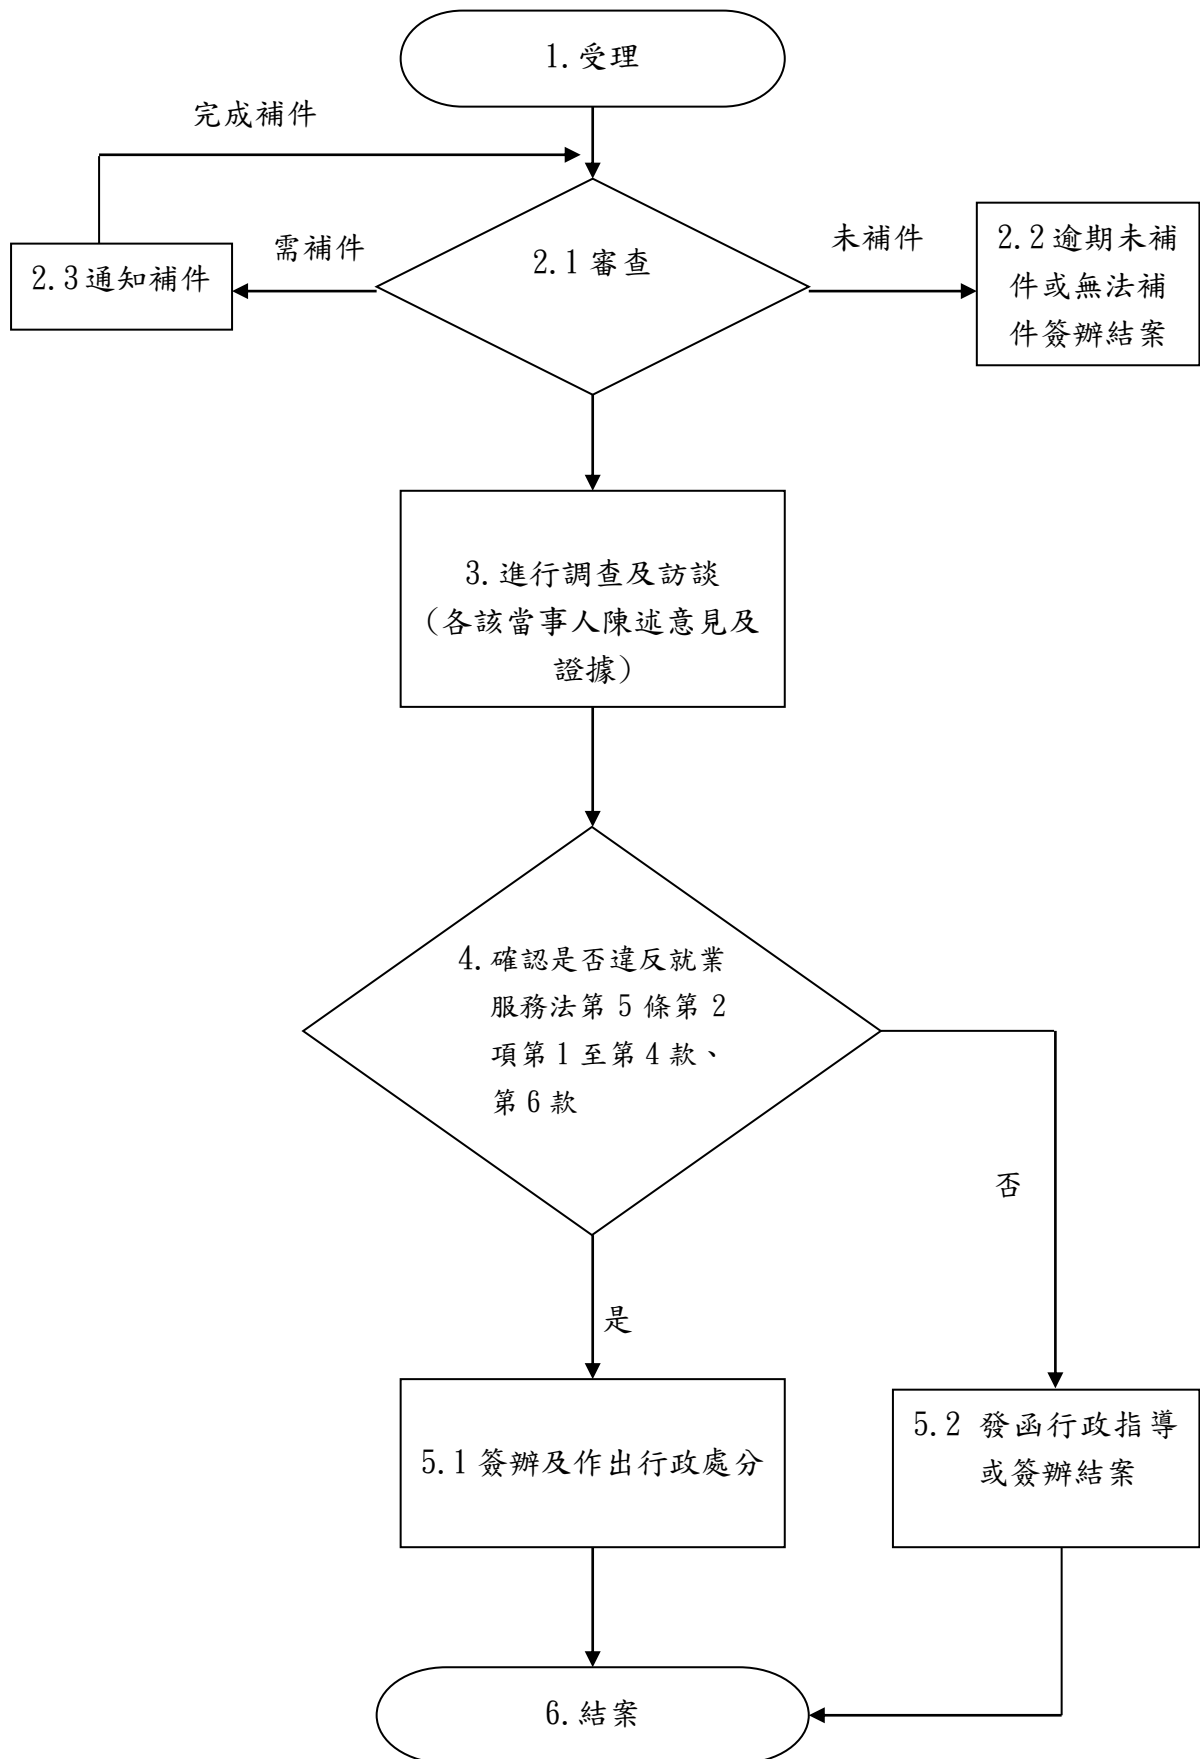 1.受理
完成補件
需補件
未補件
2.3通知補件
2.1審查
2.2逾期未補
件或無法補
件簽辦結案
3.進行調查及訪談
(各該當事人陳述意見及
證據)
4.確認是否違反就業
服務法第5條第2
項第1至第4款、
第6款
否
是
5.1簽辦及作出行政處分
5.2 發函行政指導
或簽辦結案
6.結案